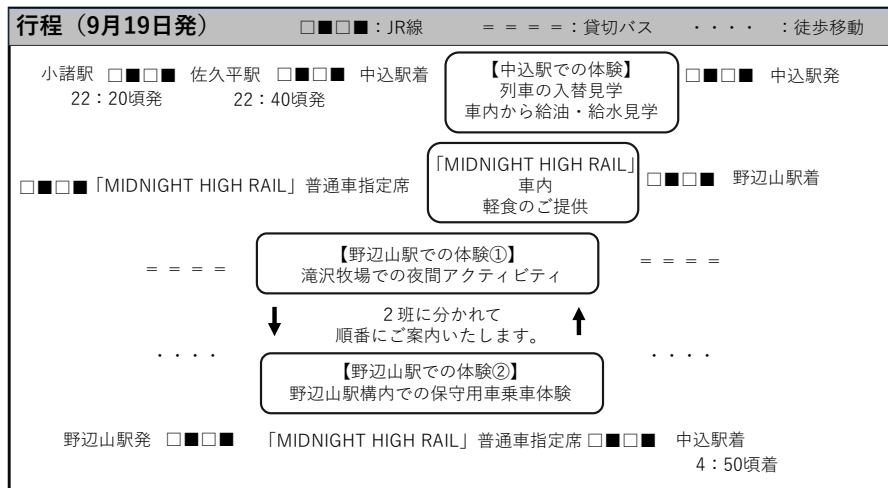 行程（9月19日発） □■□■：JR線 ＝＝＝＝：貸切バス ・・・・ ：徒歩移動
小諸駅 □■□■ 佐久平駅 □■□■ 中込駅着
22：20頃発 22：40頃発
【中込駅での体験】
列車の入替見学
車内から給油・給水見学
□■□■ 中込駅発
□■□■「MIDNIGHT HIGH RAIL」普通車指定席
「MIDNIGHT HIGH RAIL」
車内
軽食のご提供
□■□■ 野辺山駅着
＝＝＝＝
【野辺山駅での体験①】
滝沢牧場での夜間アクティビティ
＝＝＝＝
↓ ２班に分かれて ↑
順番にご案内いたします。
・・・・
【野辺山駅での体験②】
野辺山駅構内での保守用車乗車体験
・・・・
野辺山駅発 □■□■ 「MIDNIGHT HIGH RAIL」普通車指定席 □■□■ 中込駅着
4：50頃着